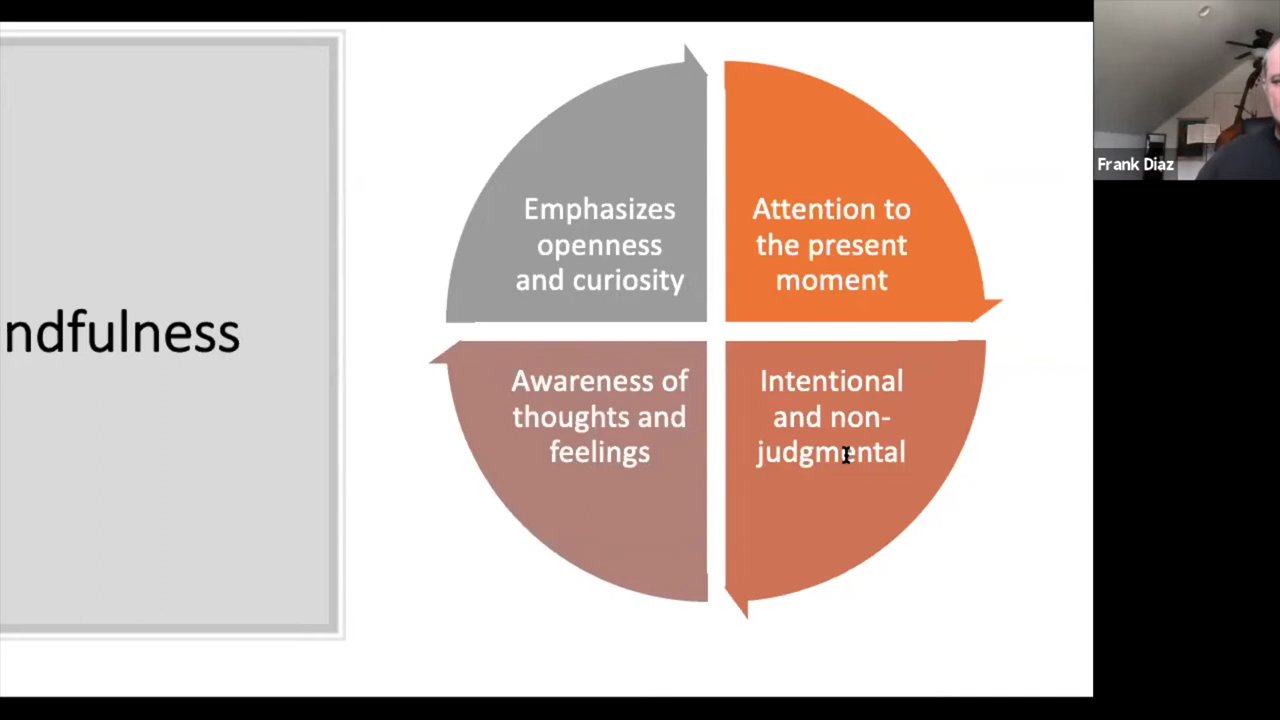 ndfulness
Emphasizes
openness
and curiosity
Attention to
the present
moment
Awareness of
thoughts and
feelings
Intentional
and non-
judgmental
Frank Diaz